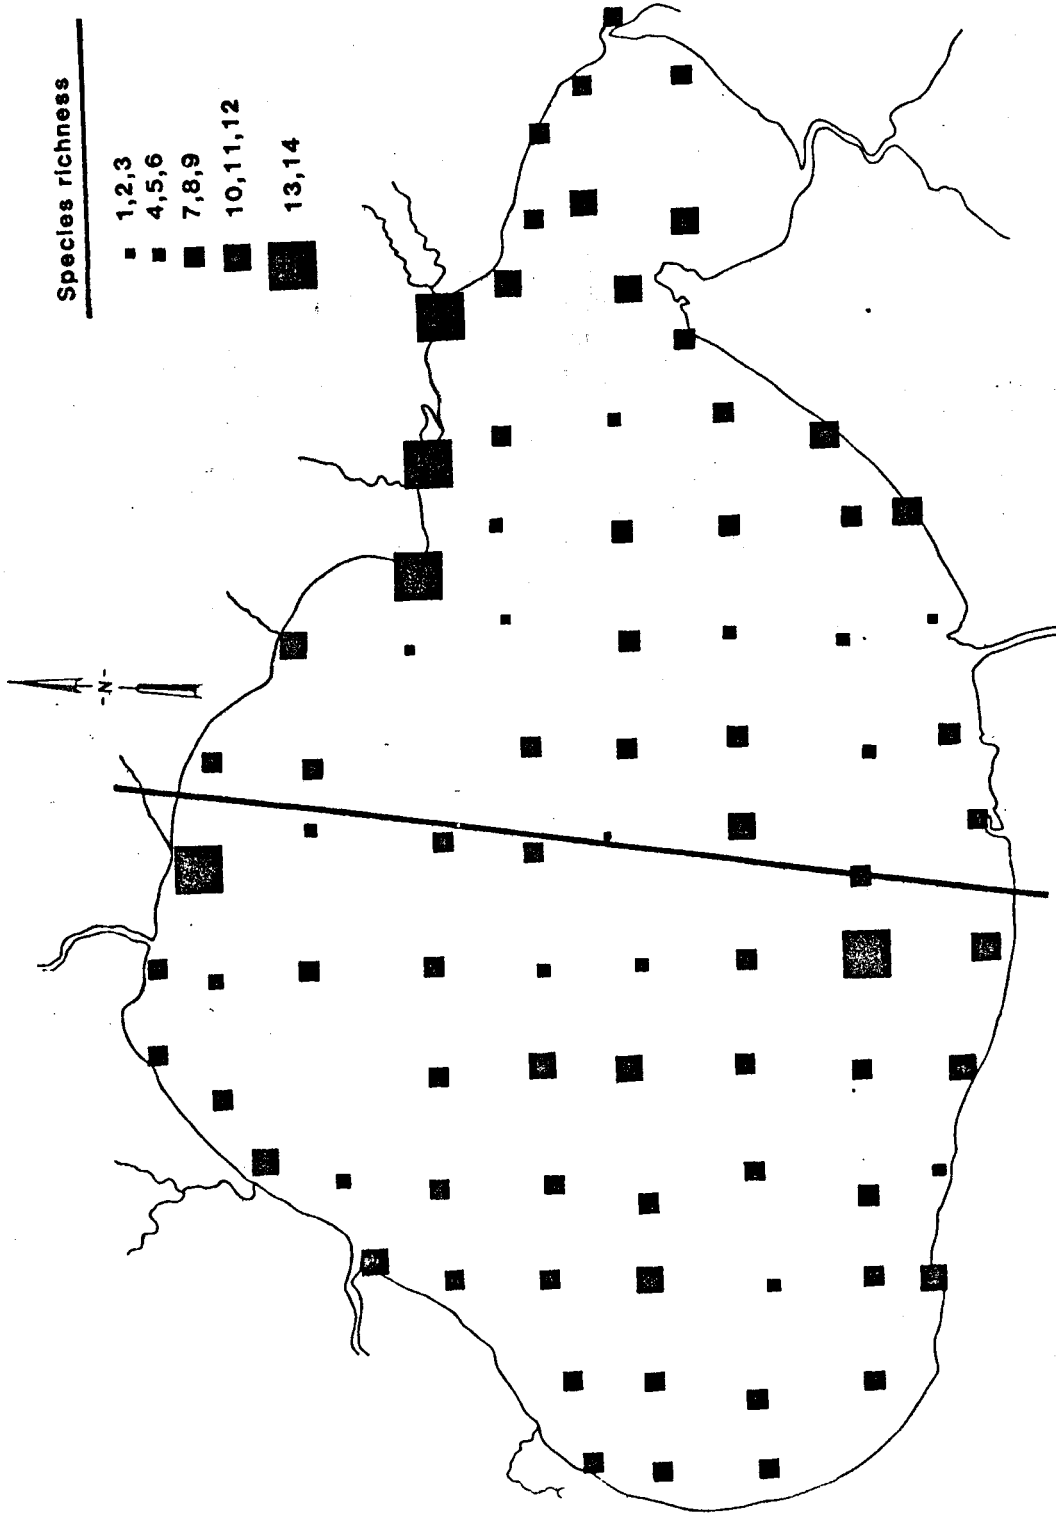 Species richness
1,2,3
4,5,6
7,8,9
10,11,12
13,14
-N-